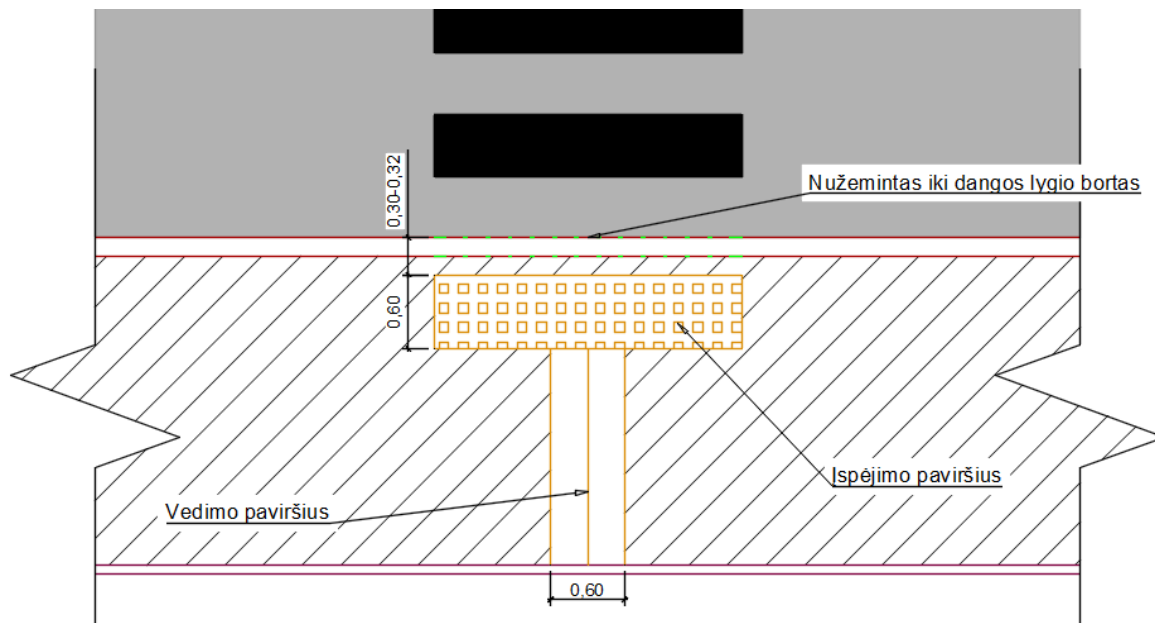 0,30-0,32
Nužemintas iki dangos lygio bortas
0,60
Įspėjimo paviršius
Vedimo paviršius
0,60